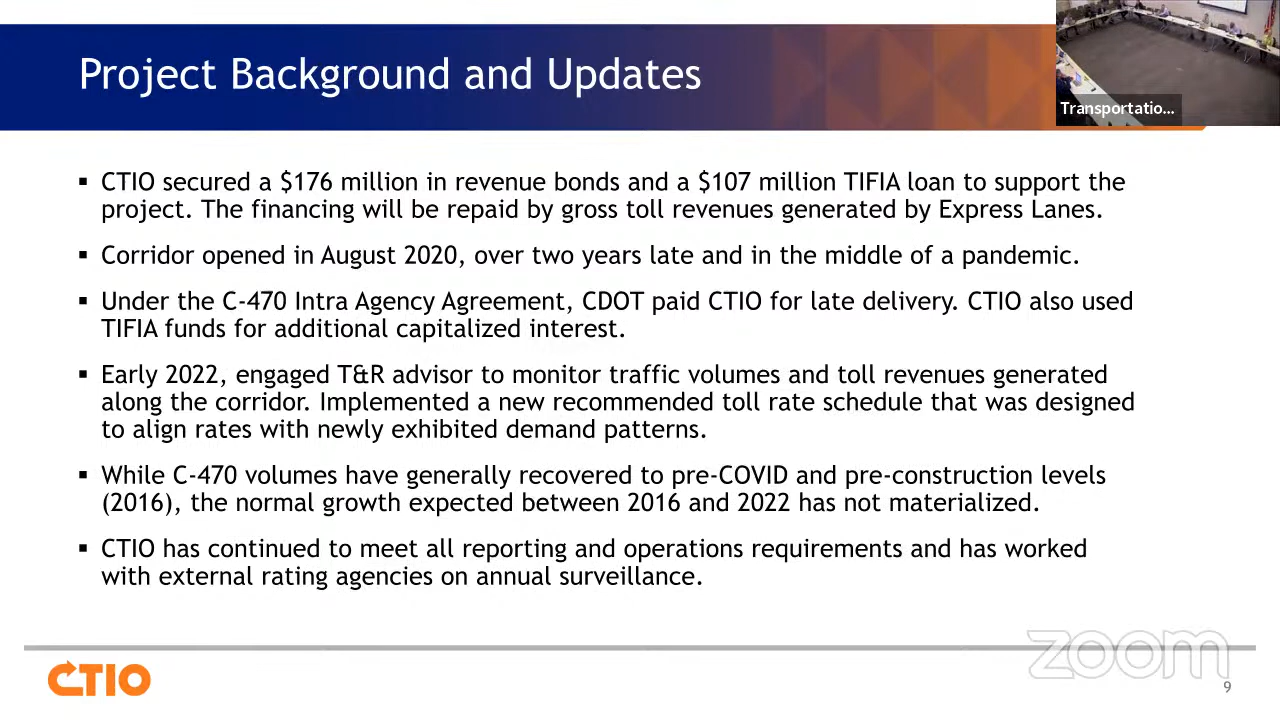 Project Background and Updates
Transportatio...
▪ CTIO secured a $176 million in revenue bonds and a $107 million TIFIA loan to support the
project. The financing will be repaid by gross toll revenues generated by Express Lanes.
▪ Corridor opened in August 2020, over two years late and in the middle of a pandemic.
▪ Under the C-470 Intra Agency Agreement, CDOT paid CTIO for late delivery. CTIO also used
TIFIA funds for additional capitalized interest.
▪ Early 2022, engaged T&R advisor to monitor traffic volumes and toll revenues generated
along the corridor. Implemented a new recommended toll rate schedule that was designed
to align rates with newly exhibited demand patterns.
▪ While C-470 volumes have generally recovered to pre-COVID and pre-construction levels
(2016), the normal growth expected between 2016 and 2022 has not materialized.
▪ CTIO has continued to meet all reporting and operations requirements and has worked
with external rating agencies on annual surveillance.
zoom
CTIO
9